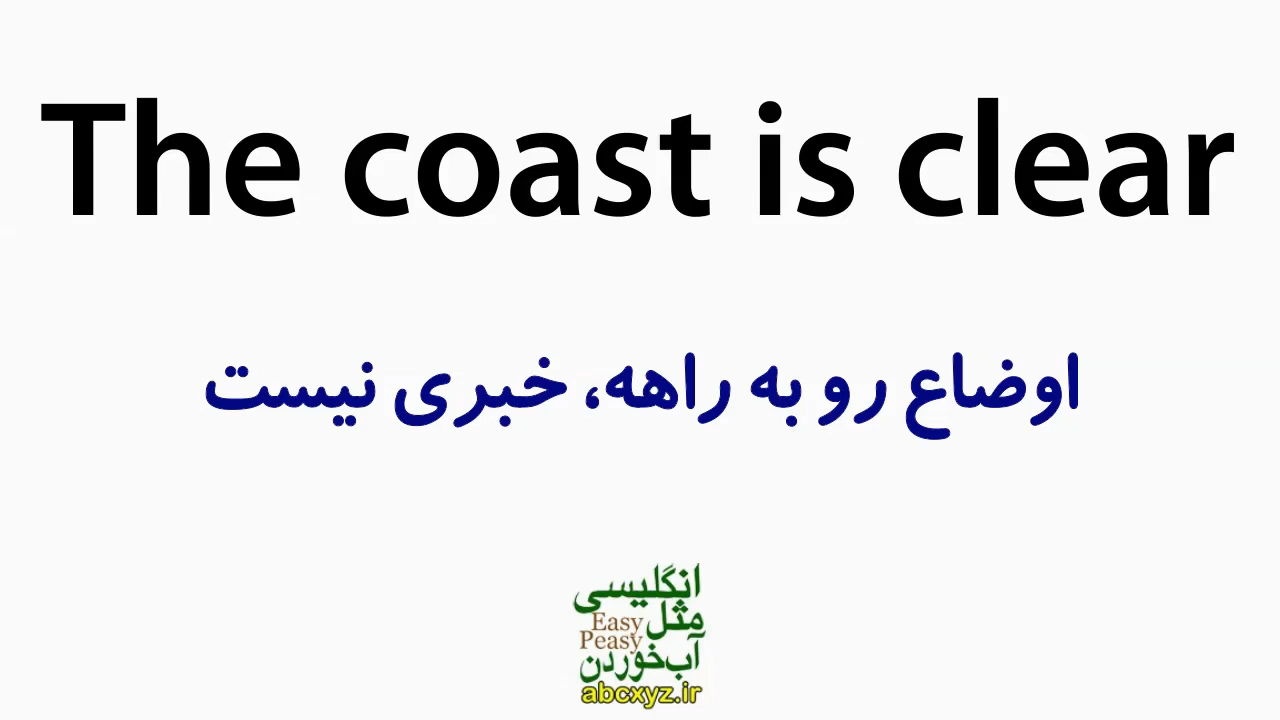 The coast is clear
اوضاع رو به راهه، خبری نیست
انگلیسی
مثل
Easy
Peasy
آب‌خوردن
abcxyz.ir